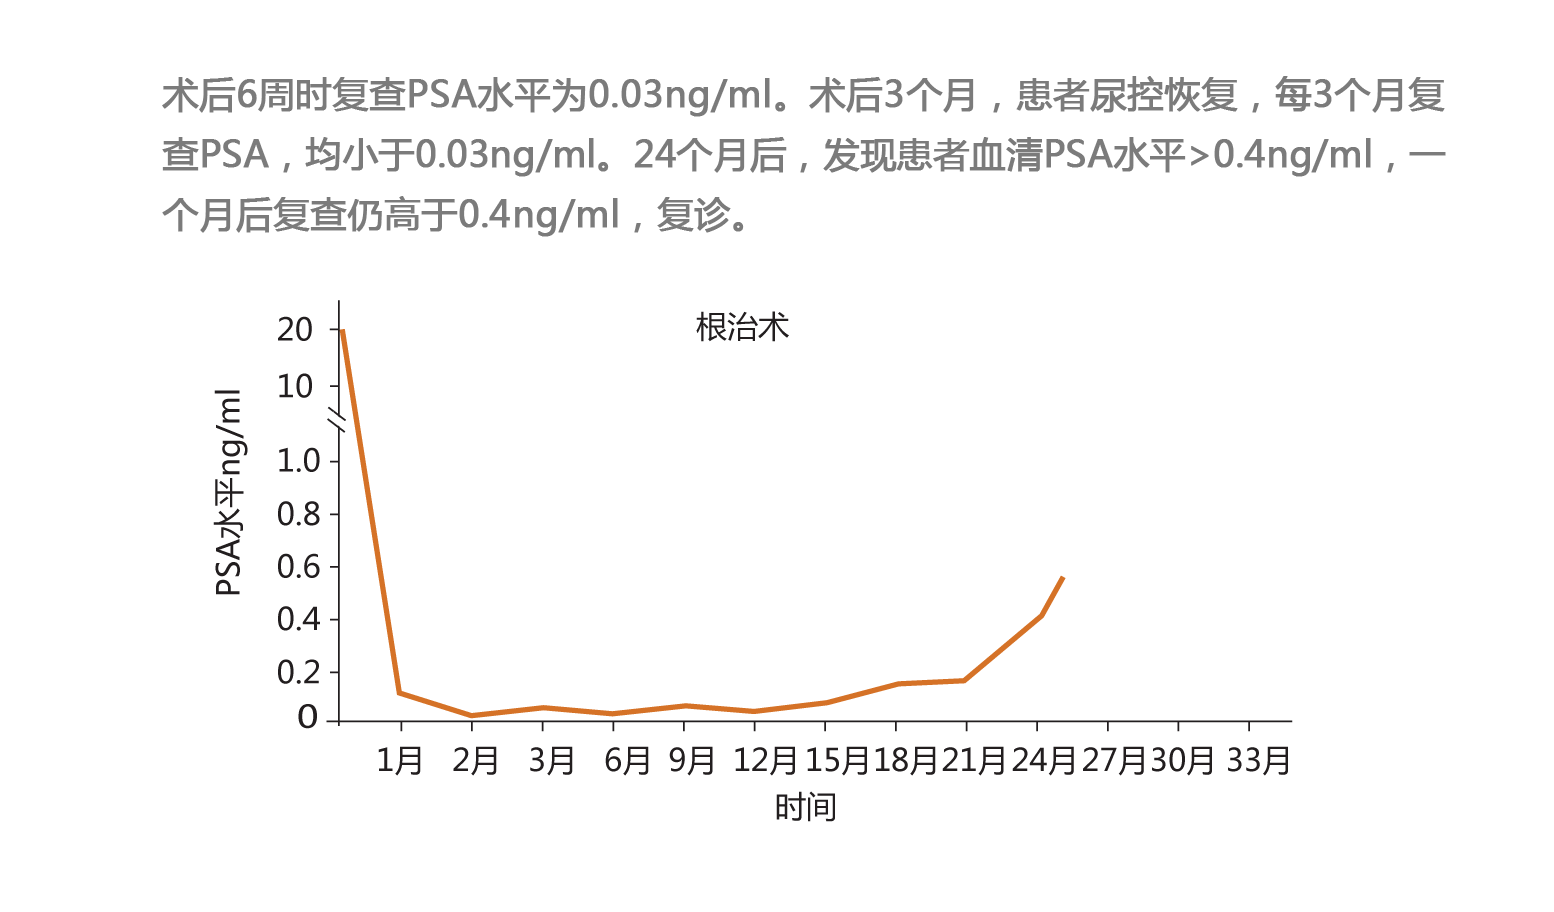 术后6周时复查PSA水平为0.03ng/ml。术后3个月，患者尿控恢复，每3个月复
查PSA，均小于0.03ng/ml。24个月后，发现患者血清PSA水平>0.4ng/ml，一
个月后复查仍高于0.4ng/ml，复诊。
根治术
20
10
1.0
0.8
0.6
0.4
0.2
0
PSA水平ng/ml
1月 2月 3月 6月 9月 12月 15月 18月 21月 24月 27月 30月 33月
时间